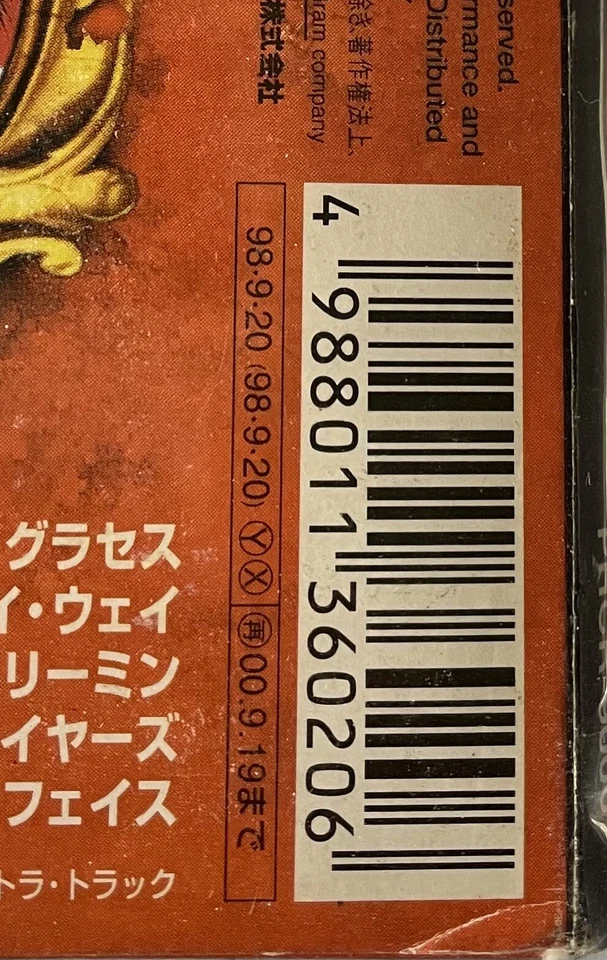 served.
rmance and
Distributed
除き著作権法上、
ram company
株式会社
4 988011 360206
98·9·20 (98·9·20) ⓎⓍ 再00.9.19まで
グラセス
イ・ウェイ
リーミン
イヤーズ
フェイス
トラ・トラック